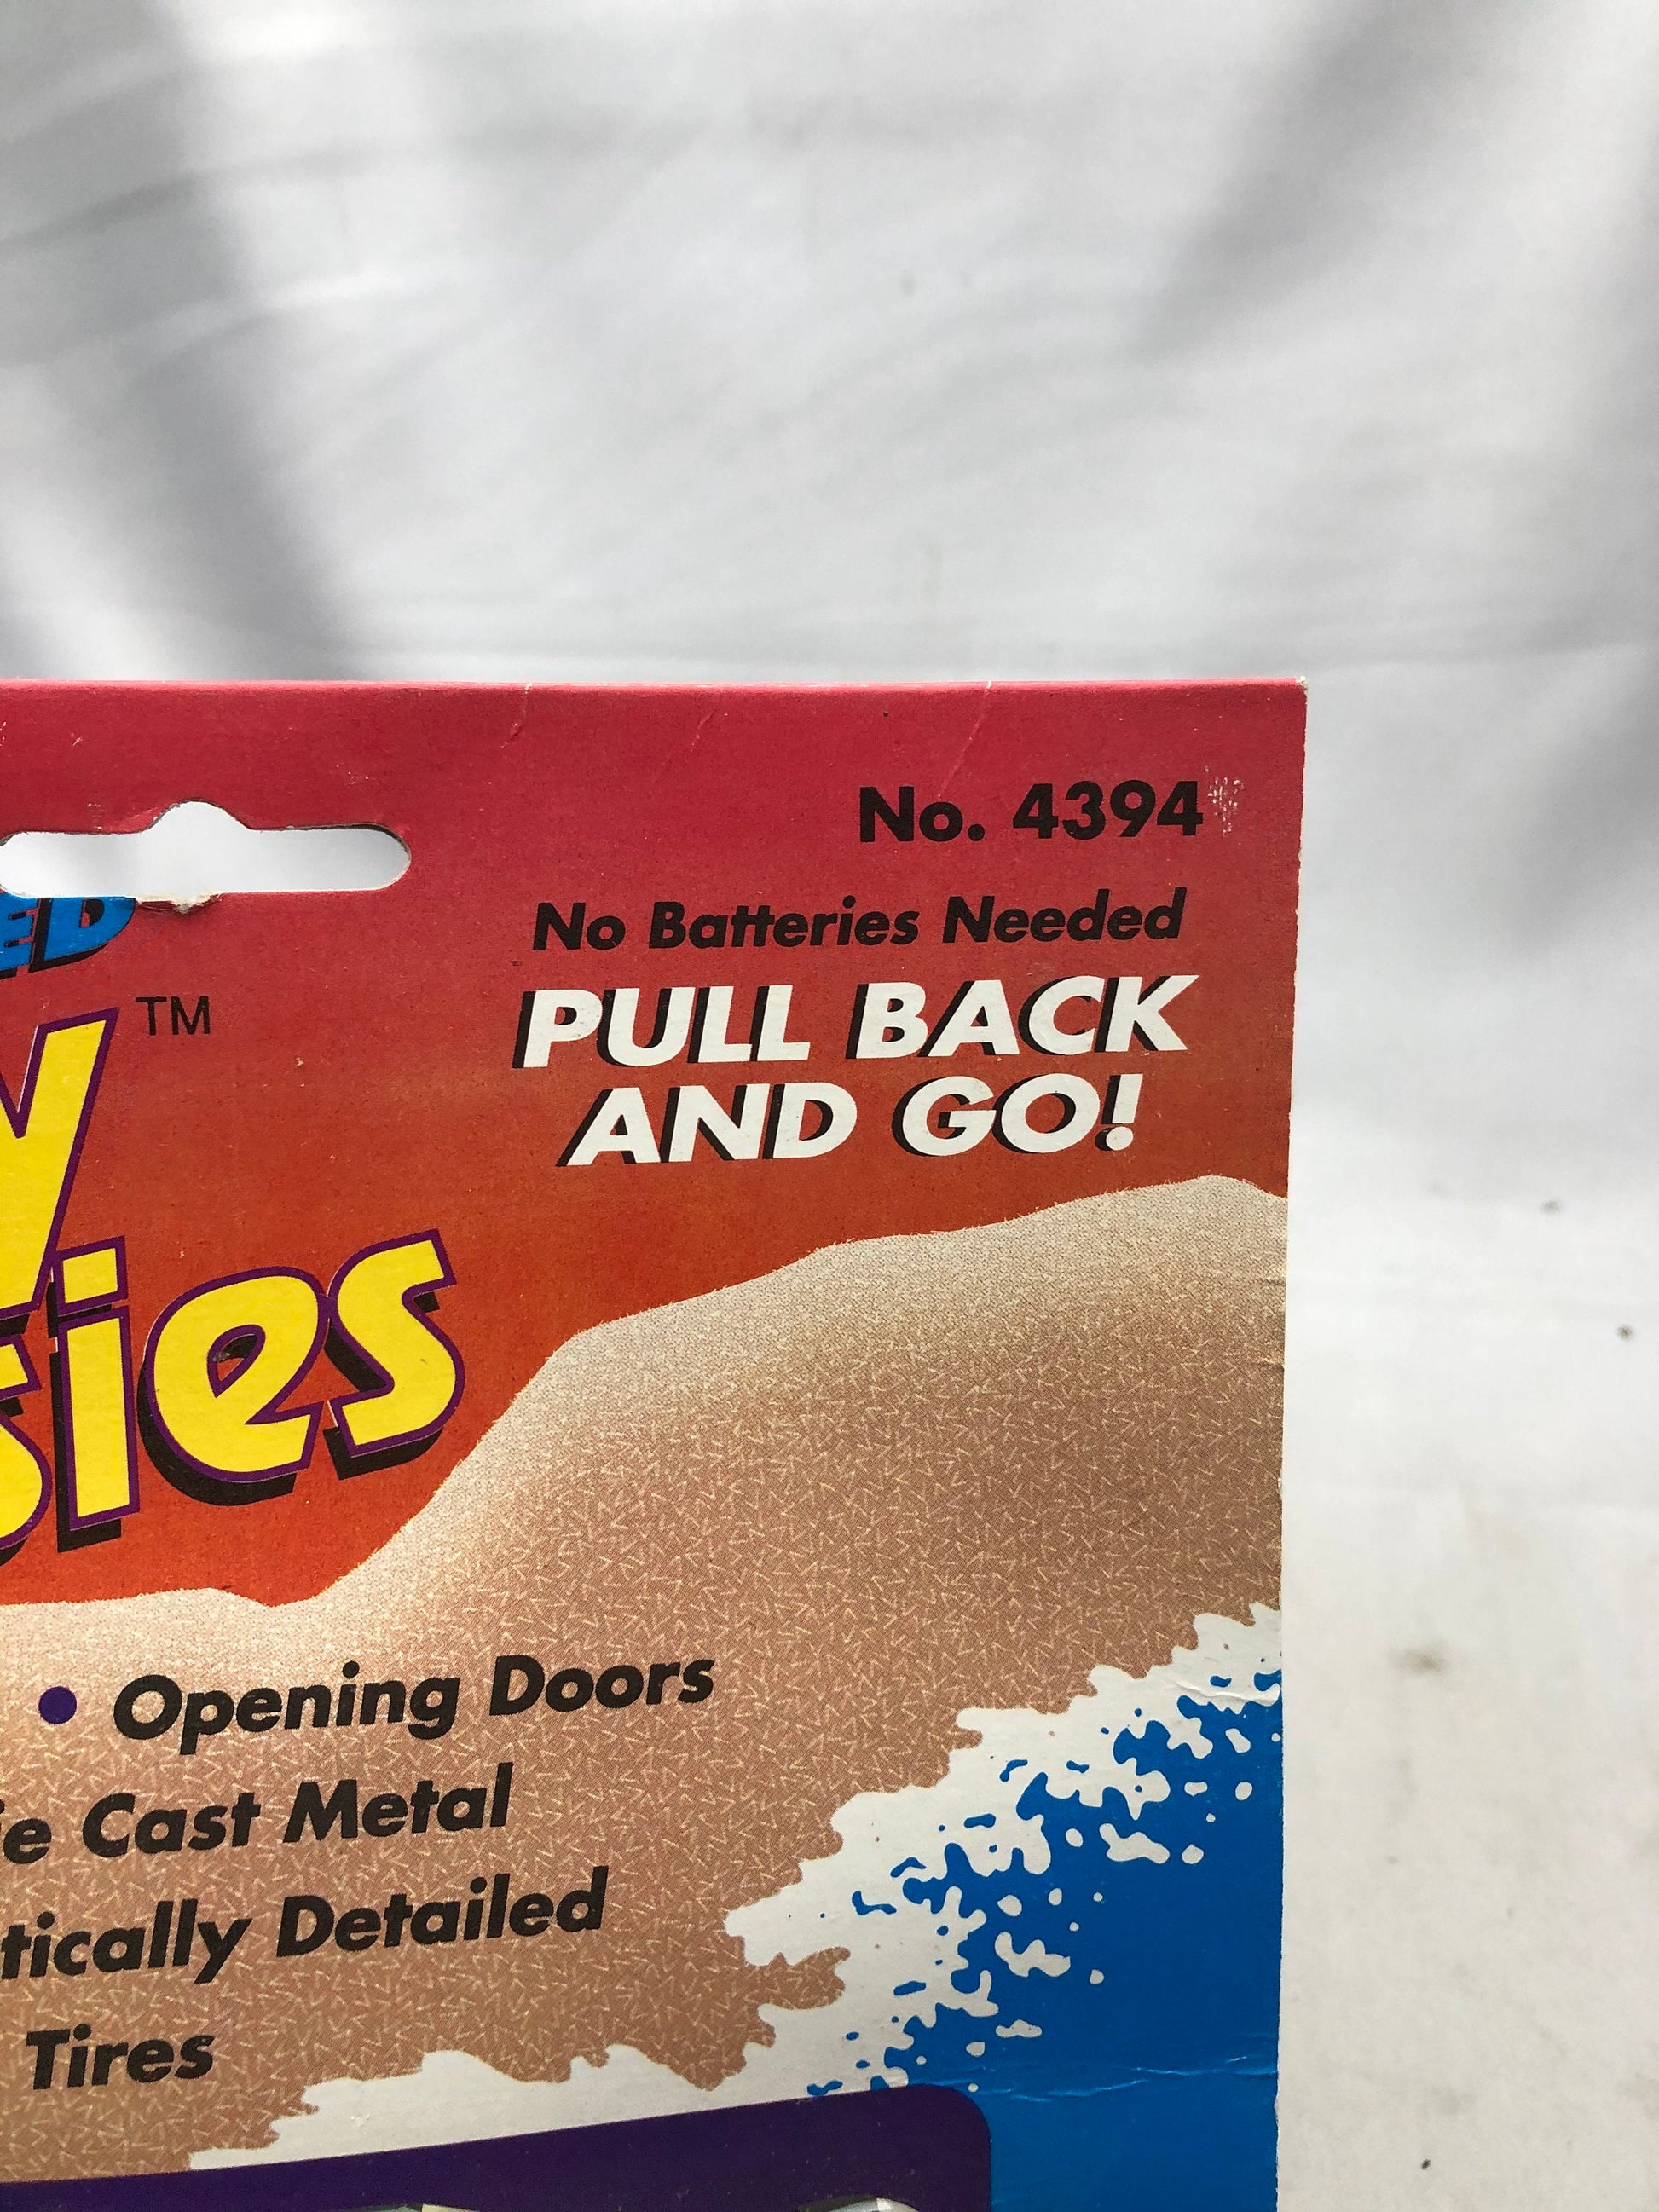 No. 4394
No Batteries Needed
PULL BACK
AND GO!
ED
TM
sies
• Opening Doors
ie Cast Metal
tically Detailed
Tires